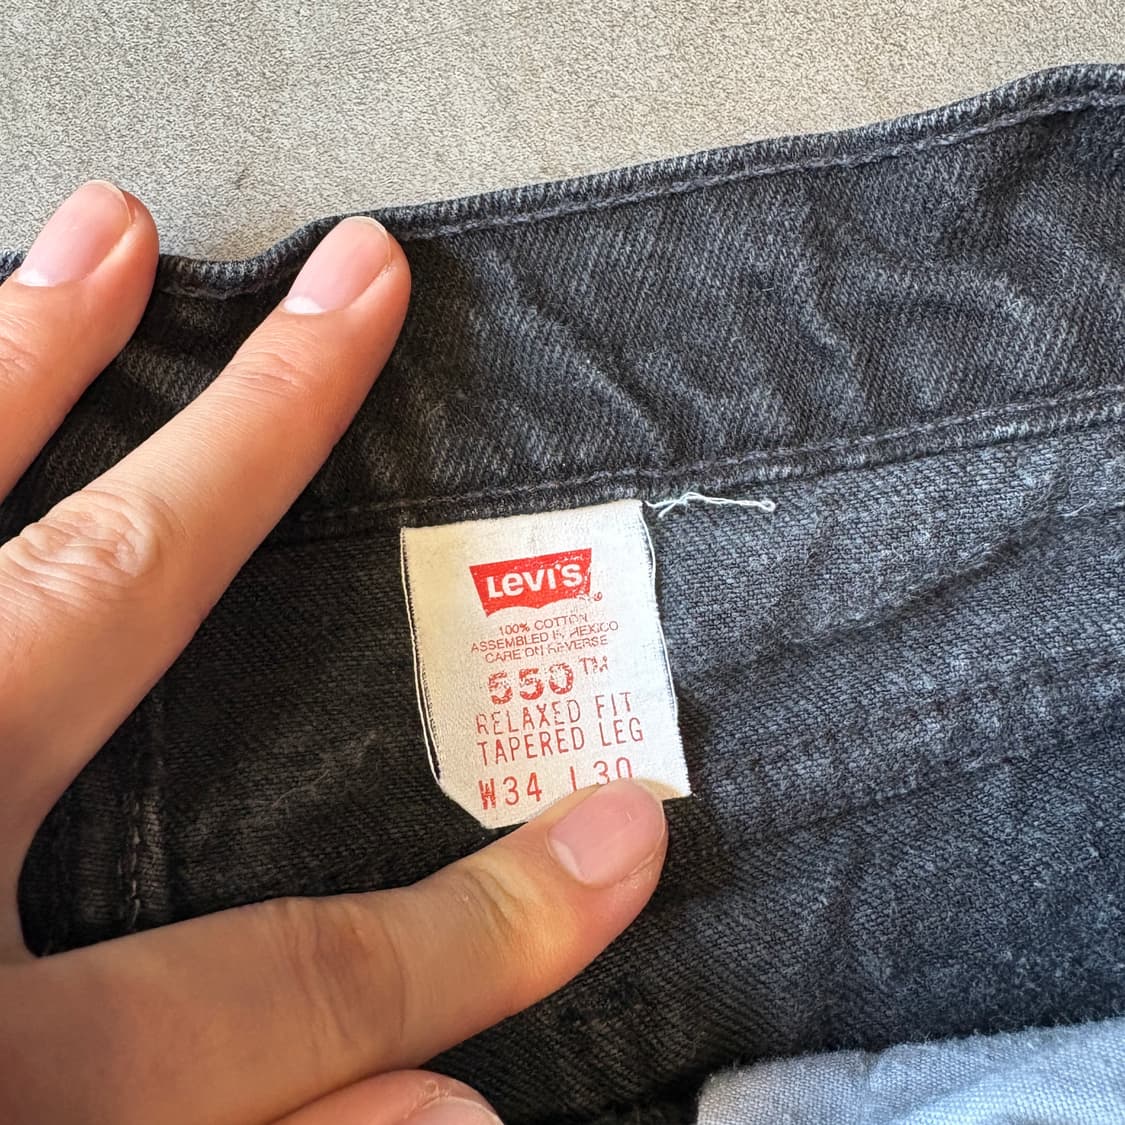 LEVI'S
100% COTTON
ASSEMBLED IN MEXICO
CARE ON REVERSE
550™
RELAXED FIT
TAPERED LEG
W34 L30